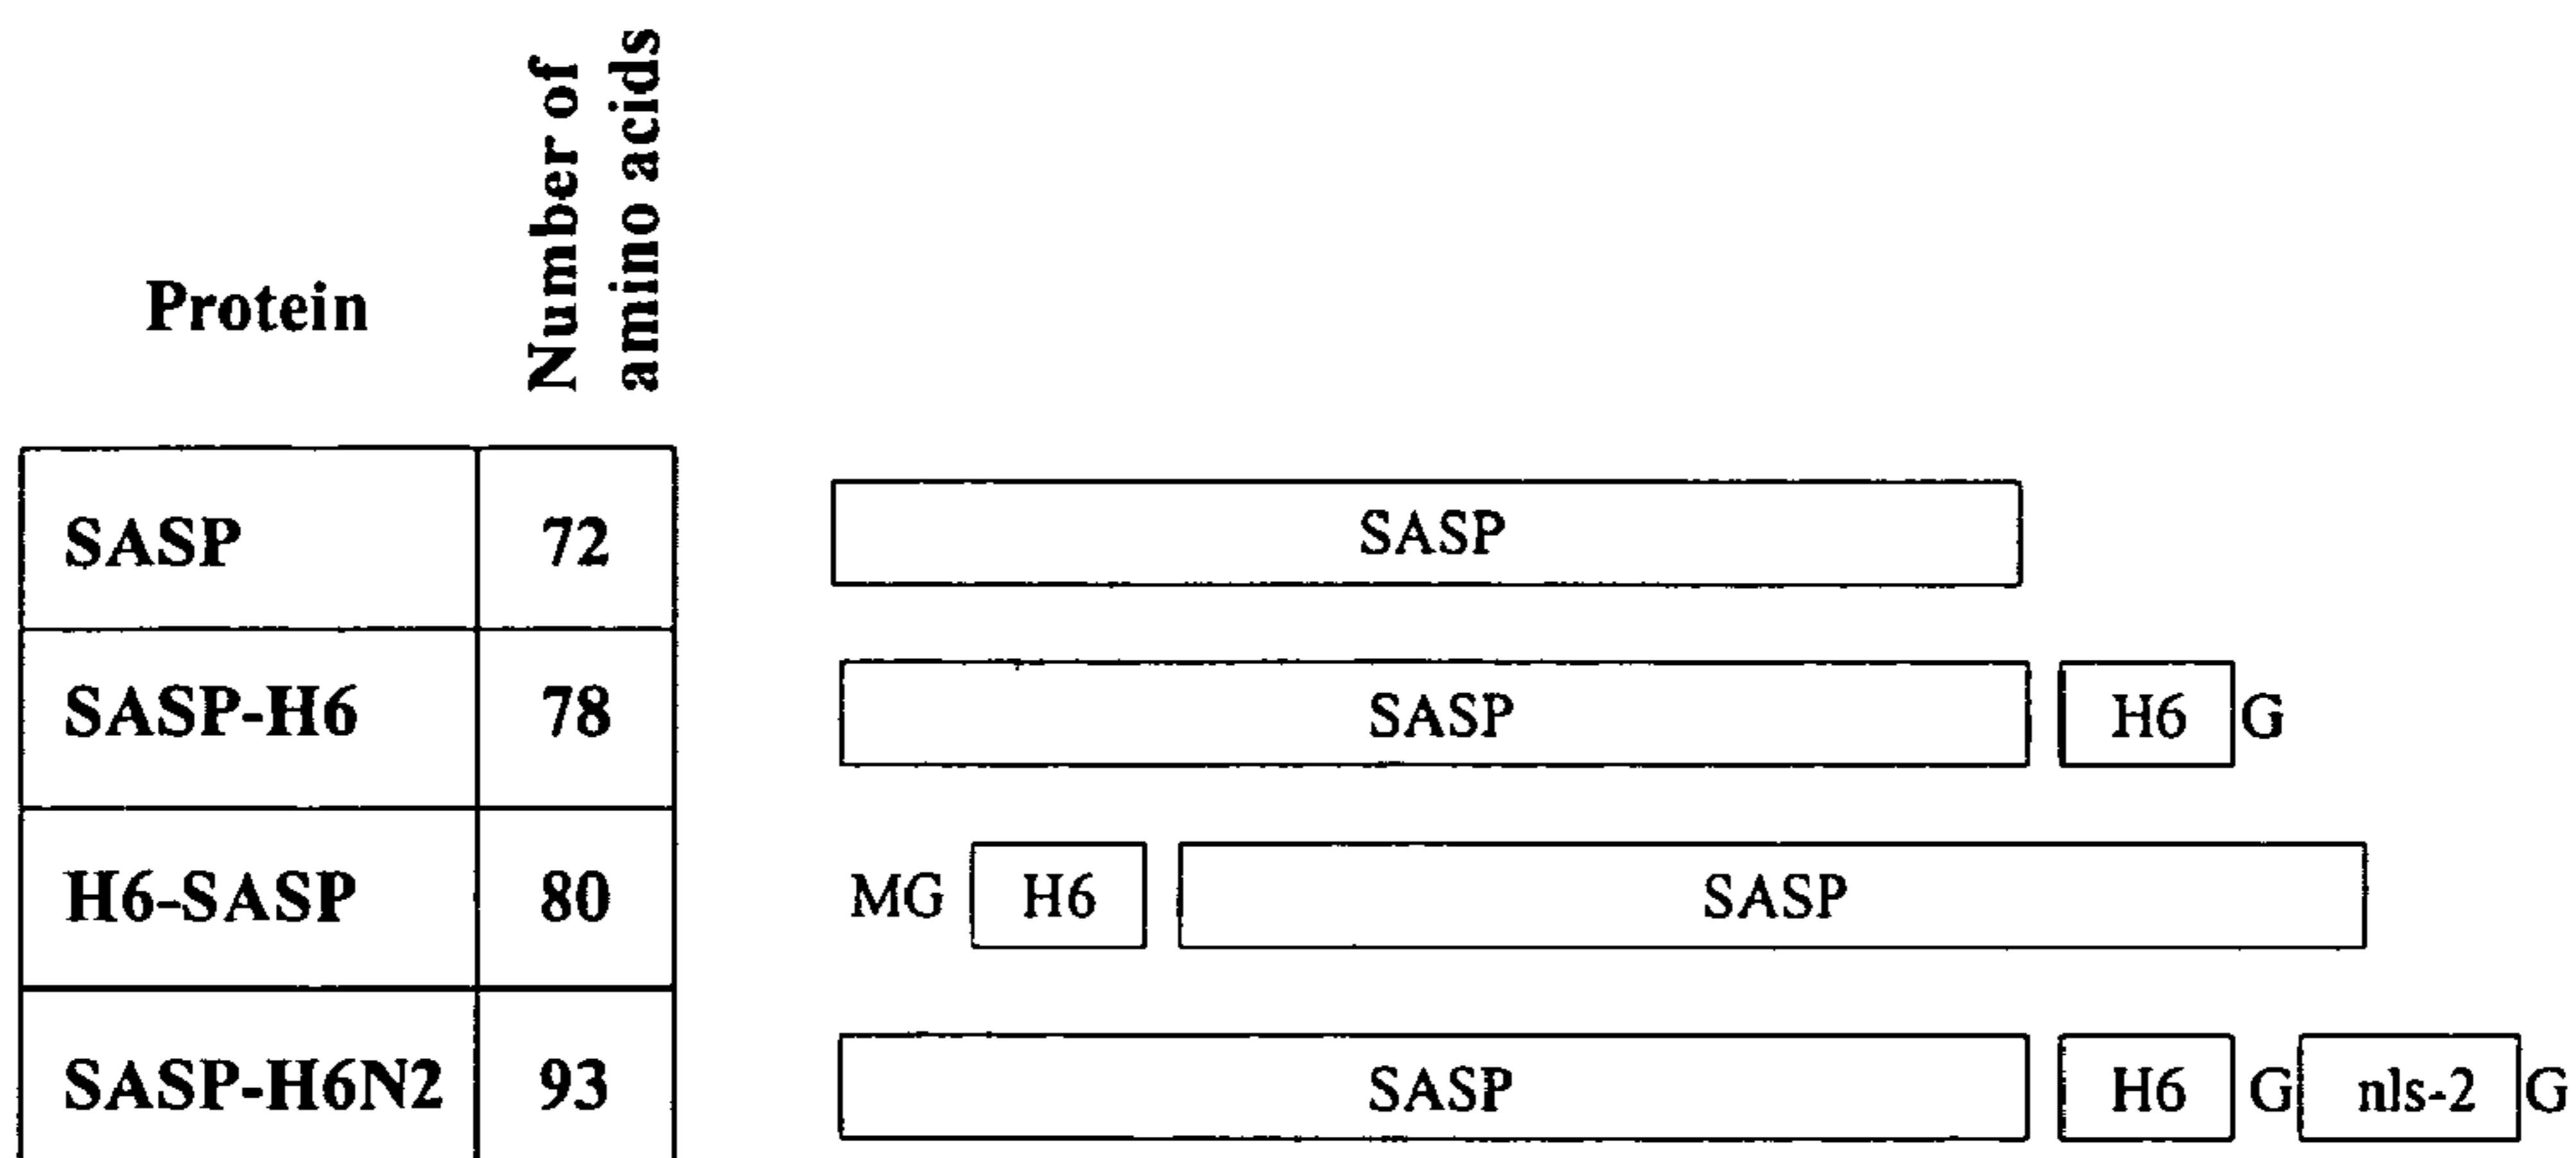 Number of
amino acids
Protein
SASP 72 SASP
SASP-H6 78 SASP H6 G
H6-SASP 80 MG H6 SASP
SASP-H6N2 93 SASP H6 G nls-2 G